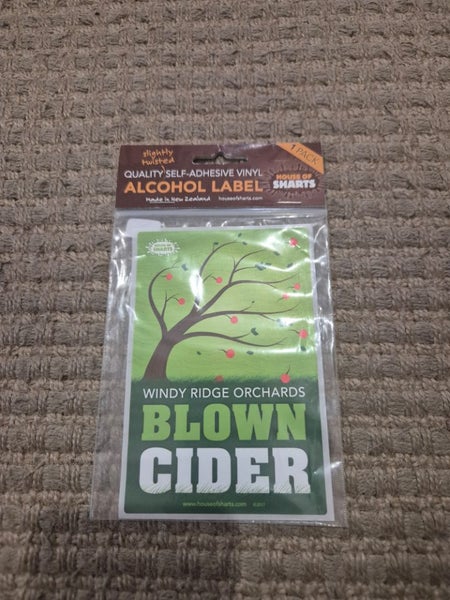 slightly
twisted
1 PACK
QUALITY SELF-ADHESIVE VINYL
ALCOHOL LABEL
HOUSE OF
SHARTS
Made in New Zealand houseofsharts.com
WINDY RIDGE ORCHARDS
BLOWN
CIDER
www.houseofsharts.com ©2017